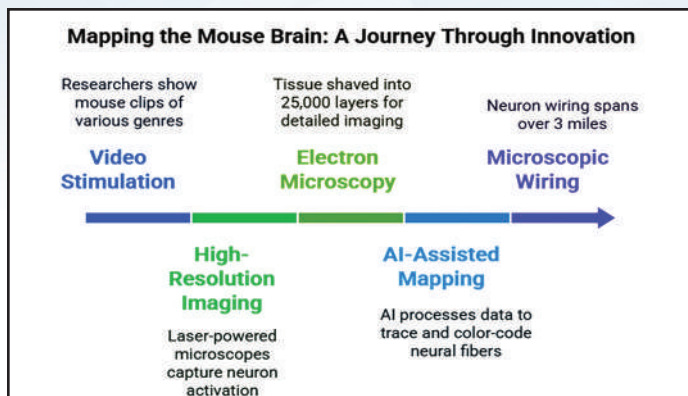 Mapping the Mouse Brain: A Journey Through Innovation
Researchers show
mouse clips of
various genres
Video
Stimulation
High-
Resolution
Imaging
Laser-powered
microscopes
capture neuron
activation
Tissue shaved into
25,000 layers for
detailed imaging
Electron
Microscopy
AI-Assisted
Mapping
AI processes data to
trace and color-code
neural fibers
Neuron wiring spans
over 3 miles
Microscopic
Wiring